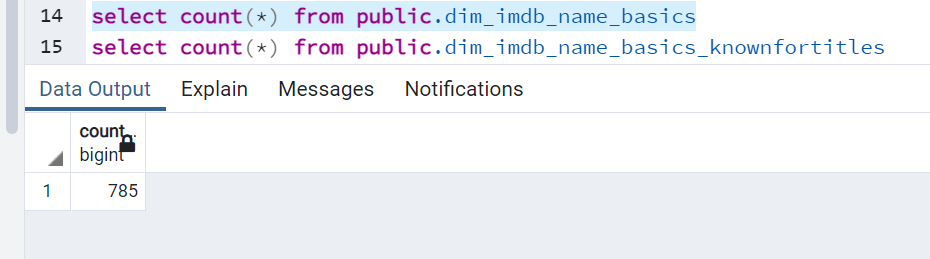 14 select count(*) from public.dim_imdb_name_basics
15 select count(*) from public.dim_imdb_name_basics_knownfortitles
Data Output Explain Messages Notifications
count..
bigint
1 785